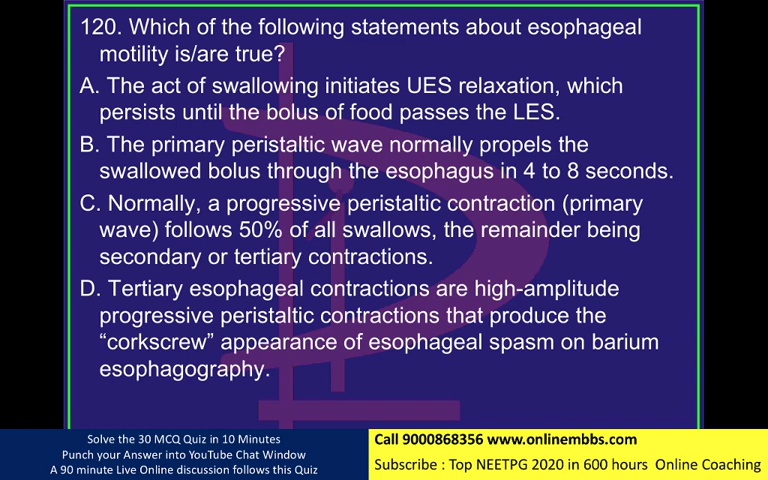 120. Which of the following statements about esophageal
motility is/are true?
A. The act of swallowing initiates UES relaxation, which
persists until the bolus of food passes the LES.
B. The primary peristaltic wave normally propels the
swallowed bolus through the esophagus in 4 to 8 seconds.
C. Normally, a progressive peristaltic contraction (primary
wave) follows 50% of all swallows, the remainder being
secondary or tertiary contractions.
D. Tertiary esophageal contractions are high-amplitude
progressive peristaltic contractions that produce the
“corkscrew” appearance of esophageal spasm on barium
esophagography.
Solve the 30 MCQ Quiz in 10 Minutes
Punch your Answer into YouTube Chat Window
A 90 minute Live Online discussion follows this Quiz
Call 9000868356 www.onlinembbs.com
Subscribe : Top NEETPG 2020 in 600 hours Online Coaching